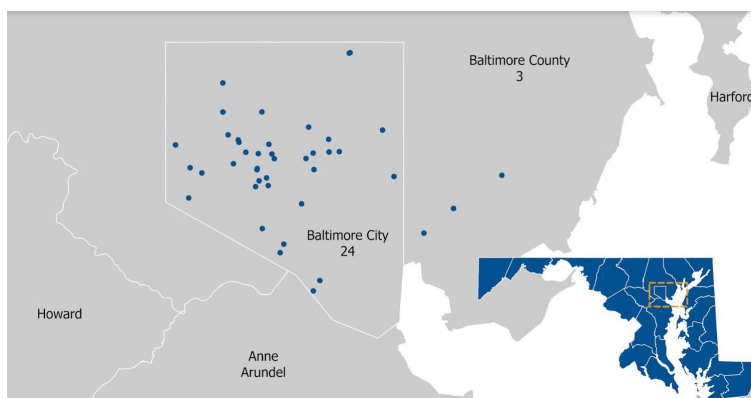 Baltimore County
3
Harford
Baltimore City
24
Howard
Anne
Arundel